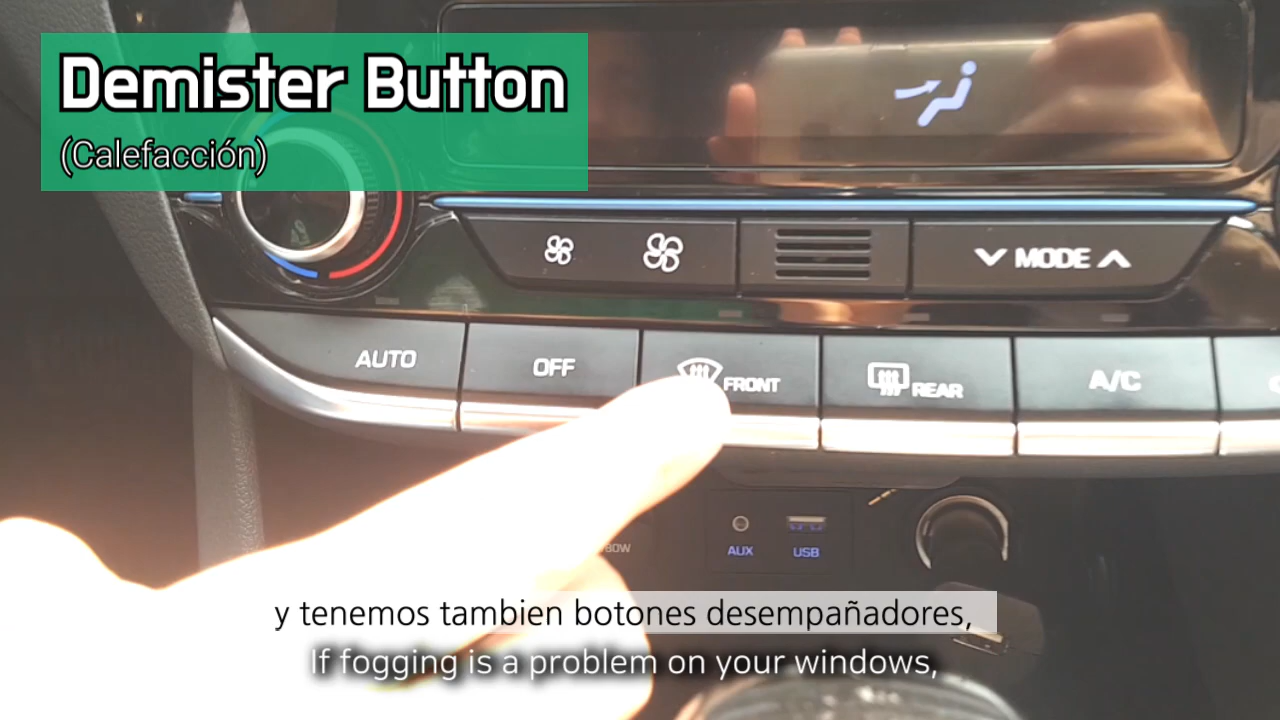 Demister Button
(Calefacción)
MODE
AUTO
OFF
FRONT
REAR
A/C
AUX
USB
y tenemos tambien botones desempañadores,
If fogging is a problem on your windows,